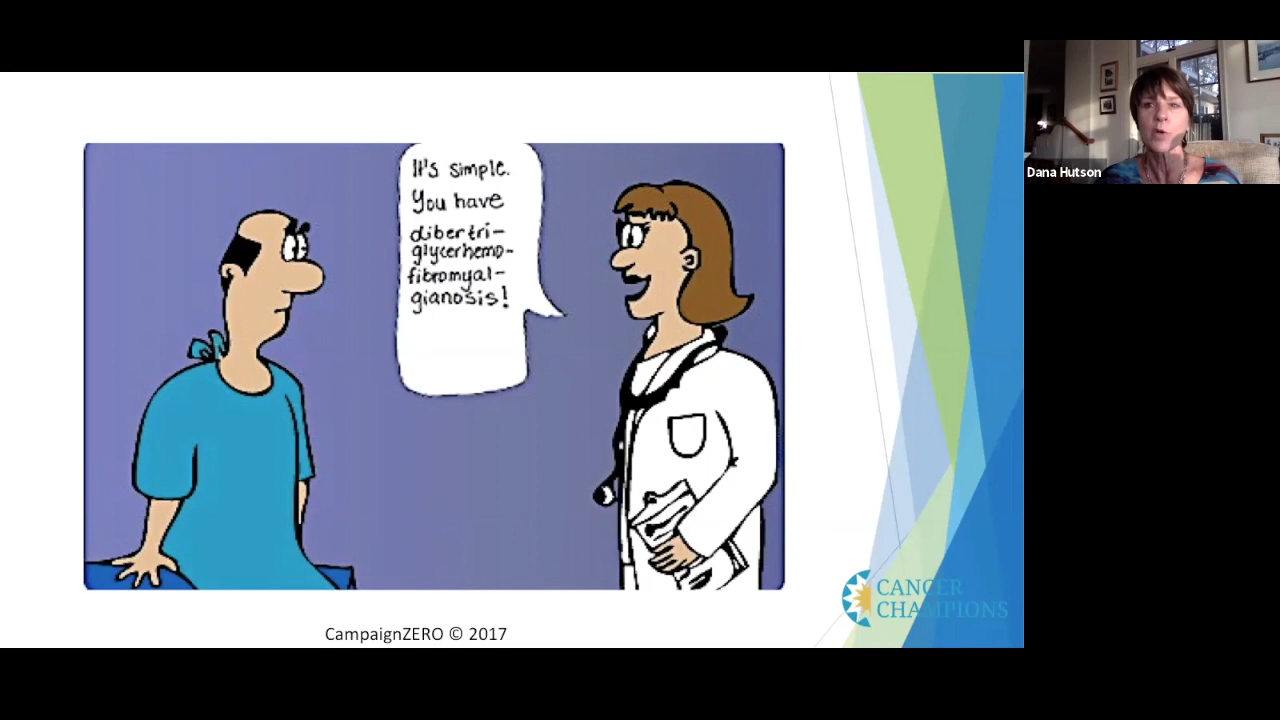 It's simple.
You have
dibertri-
glycerhemo-
fibromyal-
gianosis!
Dana Hutson
CANCER
CHAMPIONS
CampaignZERO © 2017